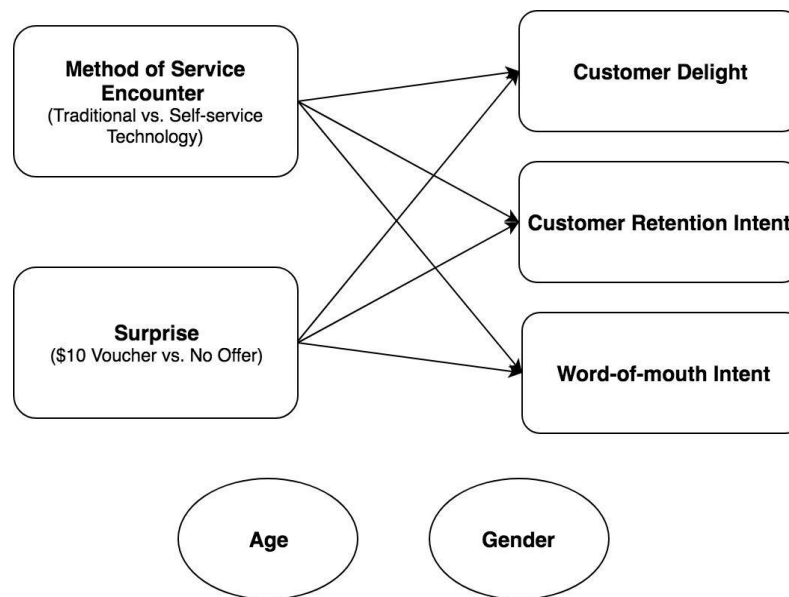 Method of Service
Encounter
(Traditional vs. Self-service
Technology)
Customer Delight
Customer Retention Intent
Surprise
($10 Voucher vs. No Offer)
Word-of-mouth Intent
Age
Gender